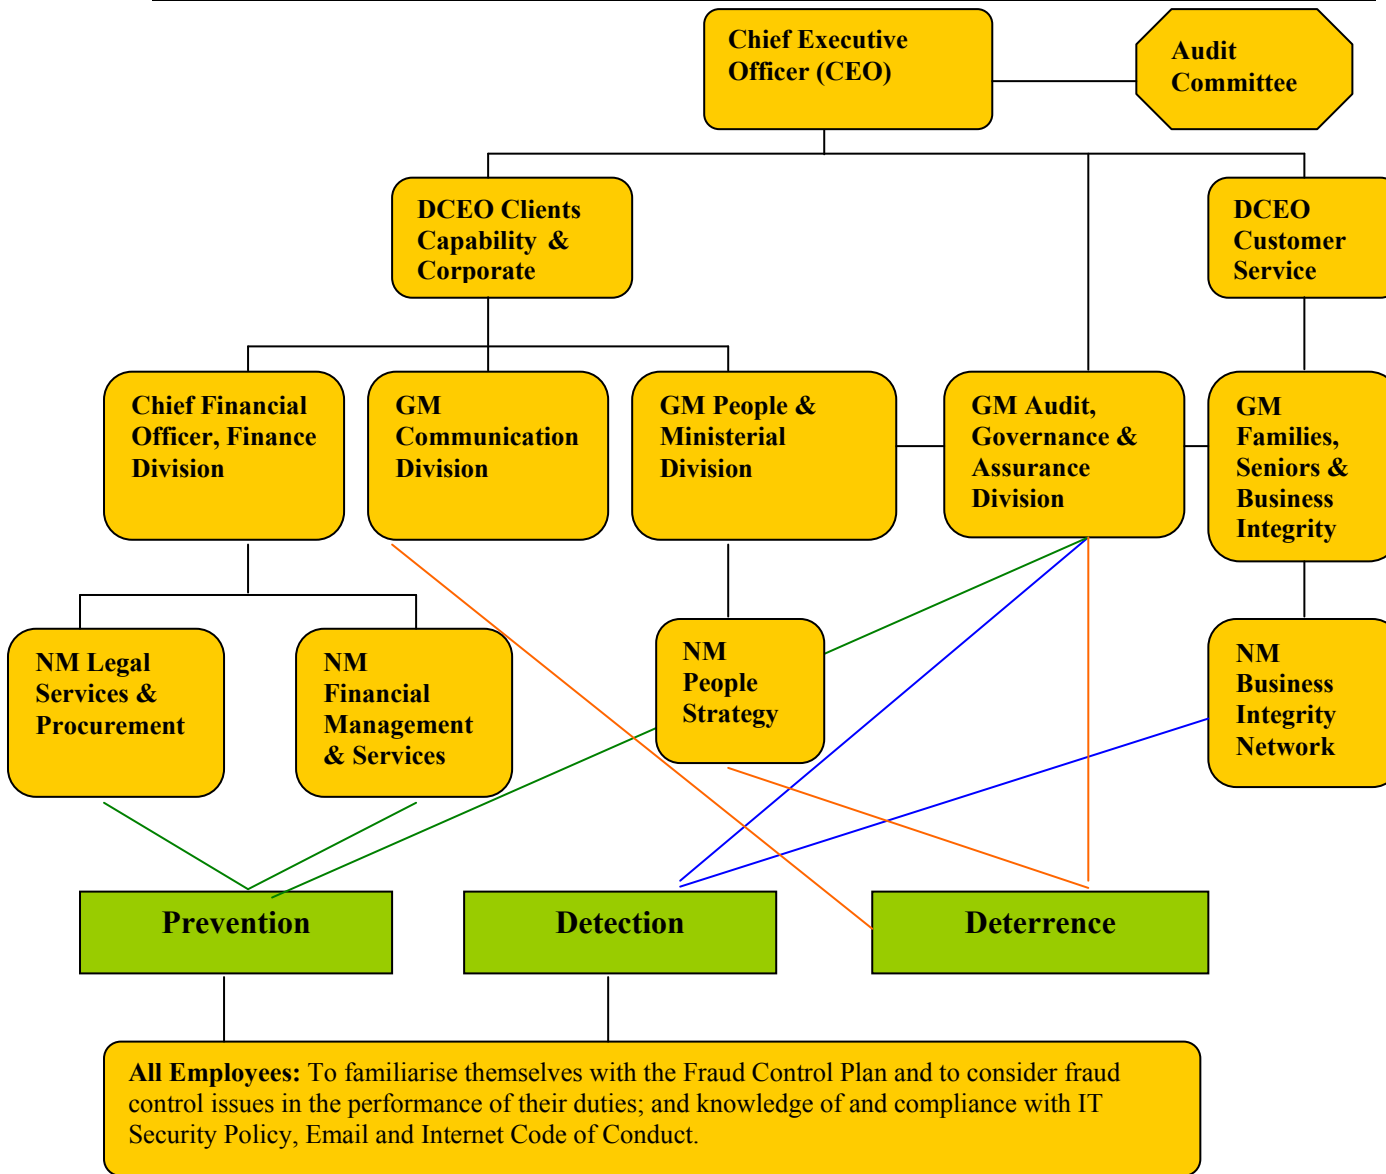 Chief Executive
Officer (CEO)
Audit
Committee
DCEO Clients
Capability &
Corporate
DCEO
Customer
Service
Chief Financial
Officer, Finance
Division
GM
Communication
Division
GM People &
Ministerial
Division
GM Audit,
Governance &
Assurance
Division
GM
Families,
Seniors &
Business
Integrity
NM Legal
Services &
Procurement
NM
Financial
Management
& Services
NM
People
Strategy
NM
Business
Integrity
Network
Prevention
Detection
Deterrence
All Employees: To familiarise themselves with the Fraud Control Plan and to consider fraud
control issues in the performance of their duties; and knowledge of and compliance with IT
Security Policy, Email and Internet Code of Conduct.